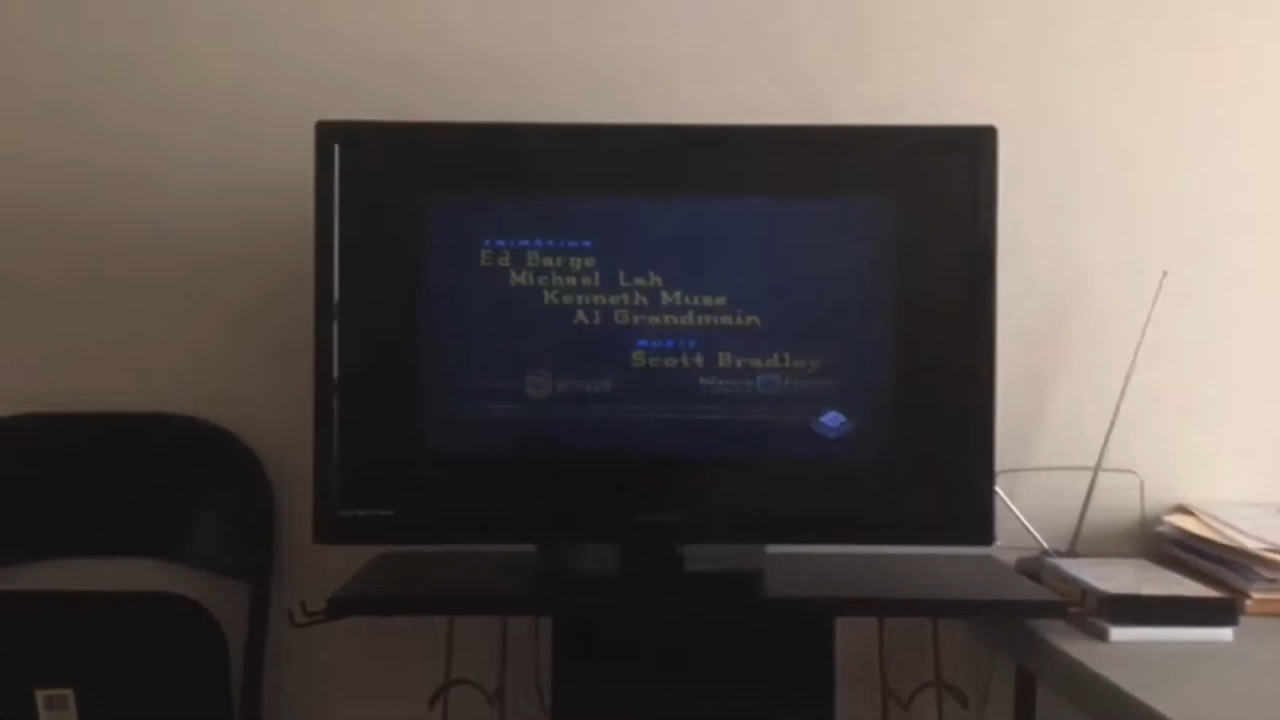 ANIMATION
Ed Barge
Michael Lah
Kenneth Muse
Al Grandmain
MUSIC
Scott Bradley